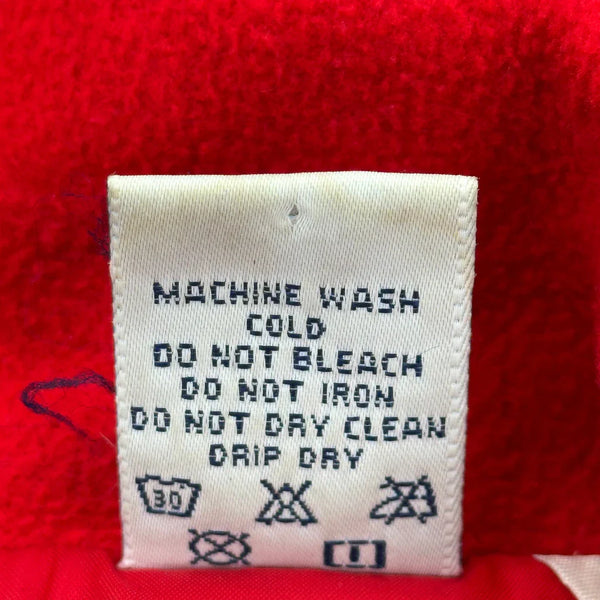 MACHINE WASH
COLD
DO NOT BLEACH
DO NOT IRON
DO NOT DRY CLEAN
DRIP DRY
30